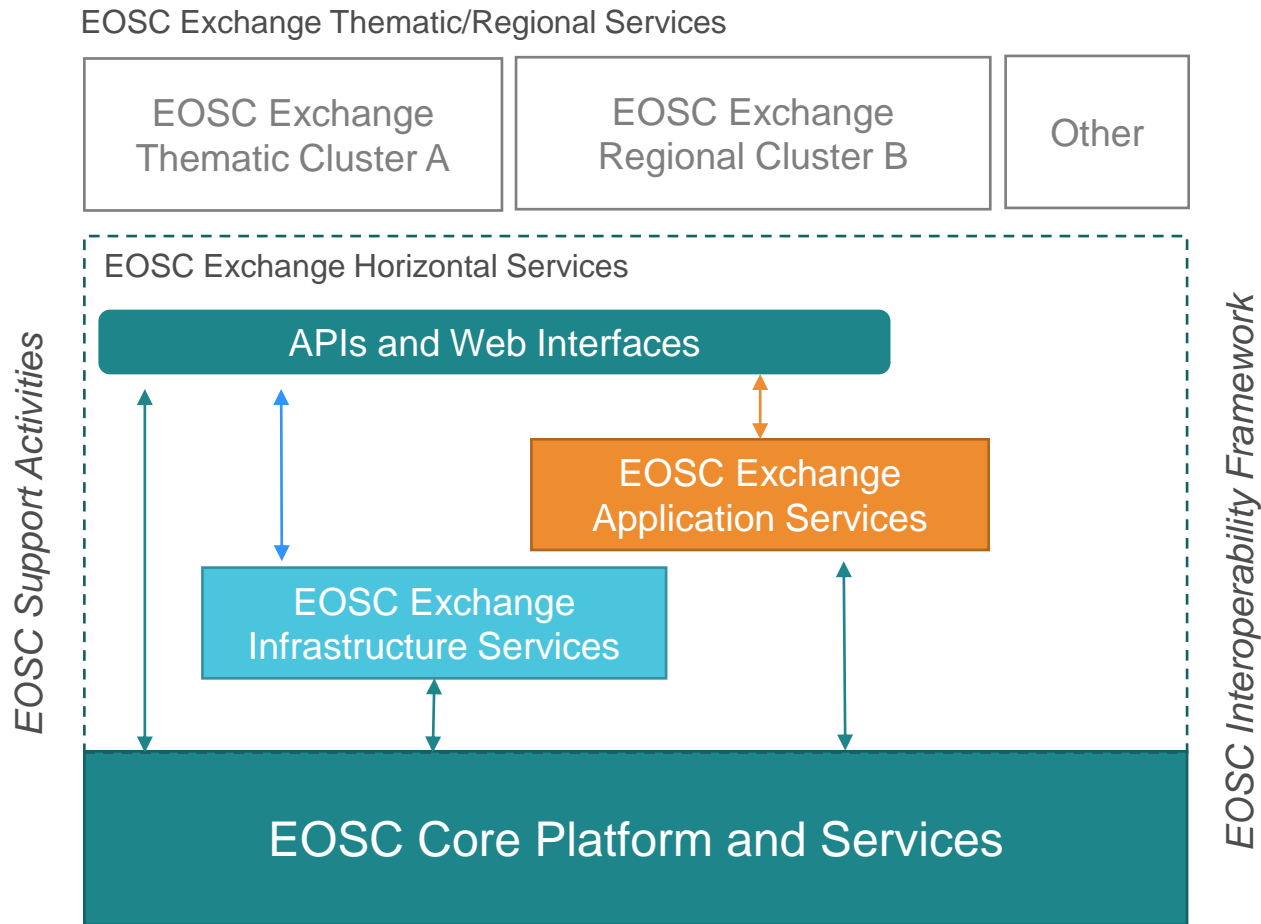 EOSC Exchange Thematic/Regional Services
EOSC Exchange
Thematic Cluster A
EOSC Exchange
Regional Cluster B
Other
EOSC Exchange Horizontal Services
APIs and Web Interfaces
EOSC Exchange
Application Services
EOSC Exchange
Infrastructure Services
EOSC Core Platform and Services
EOSC Support Activities
EOSC Interoperability Framework